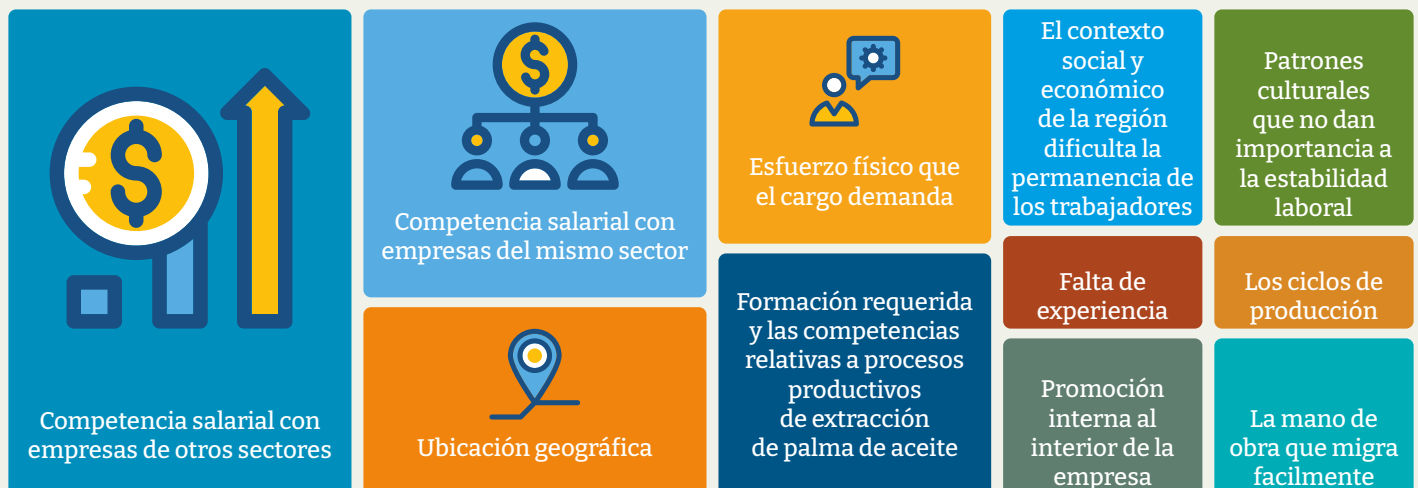 Competencia salarial con
empresas de otros sectores
Competencia salarial con
empresas del mismo sector
Ubicación geográfica
Esfuerzo físico que
el cargo demanda
Formación requerida
y las competencias
relativas a procesos
productivos
de extracción
de palma de aceite
El contexto
social y
económico
de la región
dificulta la
permanencia de
los trabajadores
Falta de
experiencia
Promoción
interna al
interior de la
empresa
Patrones
culturales
que no dan
importancia a
la estabilidad
laboral
Los ciclos de
producción
La mano de
obra que migra
facilmente